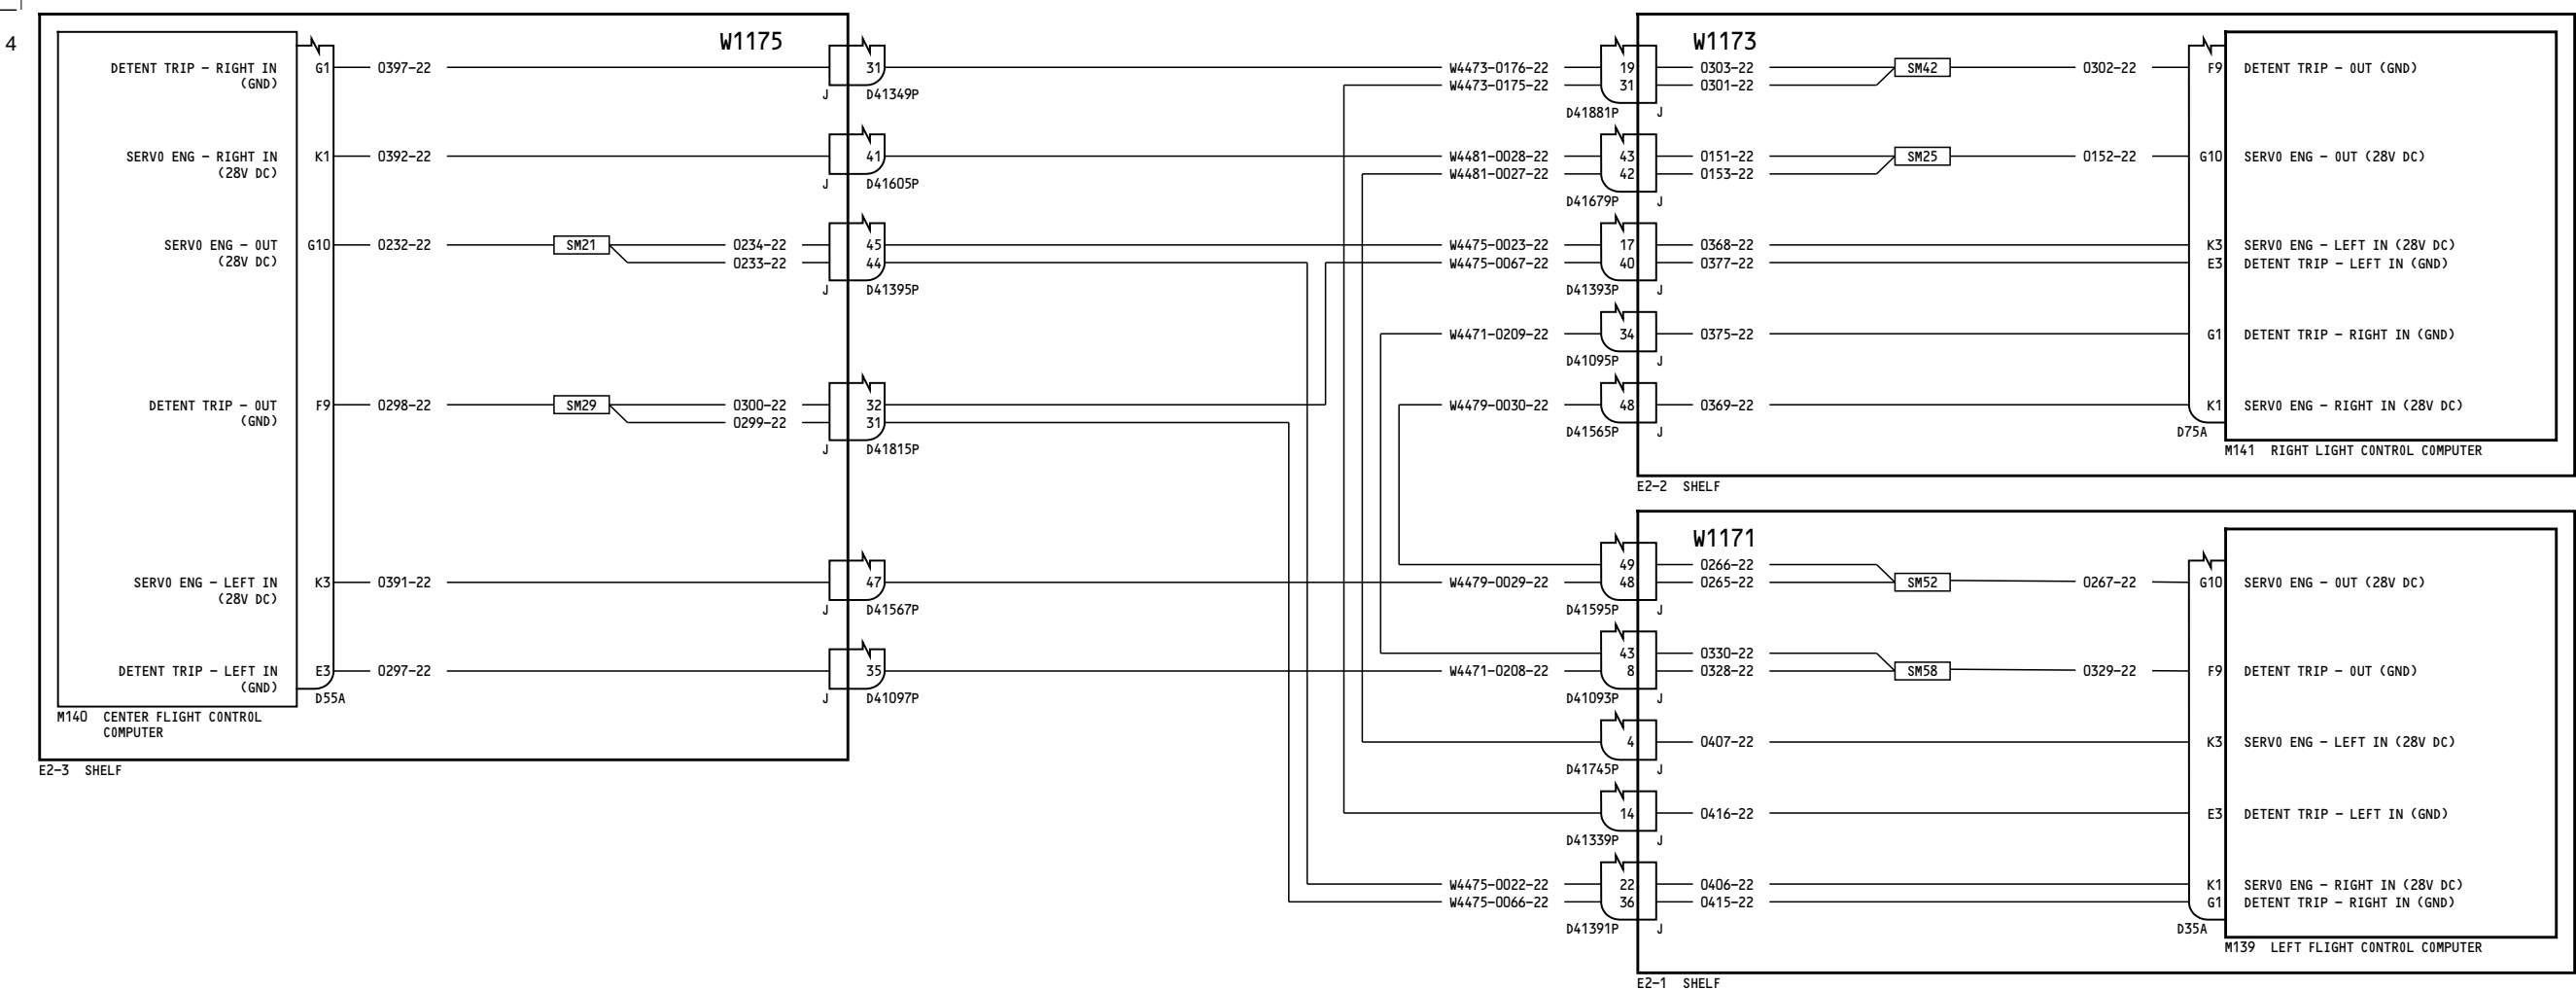 4
W1175
DETENT TRIP – RIGHT IN
(GND)
G1
0397-22
31
J
D41349P
SERVO ENG – RIGHT IN
(28V DC)
K1
0392-22
41
J
D41605P
SERVO ENG – OUT
(28V DC)
G10
0232-22
SM21
0234-22
45
0233-22
44
J
D41395P
DETENT TRIP – OUT
(GND)
F9
0298-22
SM29
0300-22
32
0299-22
31
J
D41815P
SERVO ENG – LEFT IN
(28V DC)
K3
0391-22
47
J
D41567P
DETENT TRIP – LEFT IN
(GND)
E3
0297-22
35
J
D41097P
D55A
M140 CENTER FLIGHT CONTROL
COMPUTER
E2-3 SHELF
W1173
W4473-0176-22
19
0303-22
SM42
0302-22
F9
DETENT TRIP – OUT (GND)
W4473-0175-22
31
0301-22
D41881P
J
W4481-0028-22
43
0151-22
SM25
0152-22
G10
SERVO ENG – OUT (28V DC)
W4481-0027-22
42
0153-22
D41679P
J
W4475-0023-22
17
0368-22
K3
SERVO ENG – LEFT IN (28V DC)
W4475-0067-22
40
0377-22
E3
DETENT TRIP – LEFT IN (GND)
D41393P
J
W4471-0209-22
34
0375-22
G1
DETENT TRIP – RIGHT IN (GND)
D41095P
J
W4479-0030-22
48
0369-22
K1
SERVO ENG – RIGHT IN (28V DC)
D41565P
J
D75A
M141 RIGHT LIGHT CONTROL COMPUTER
E2-2 SHELF
W1171
49
0266-22
W4479-0029-22
48
0265-22
SM52
0267-22
G10
SERVO ENG – OUT (28V DC)
D41595P
J
43
0330-22
W4471-0208-22
8
0328-22
SM58
0329-22
F9
DETENT TRIP – OUT (GND)
D41093P
J
4
0407-22
K3
SERVO ENG – LEFT IN (28V DC)
D41745P
J
14
0416-22
E3
DETENT TRIP – LEFT IN (GND)
D41339P
J
W4475-0022-22
22
0406-22
K1
SERVO ENG – RIGHT IN (28V DC)
W4475-0066-22
36
0415-22
G1
DETENT TRIP – RIGHT IN (GND)
D41391P
J
D35A
M139 LEFT FLIGHT CONTROL COMPUTER
E2-1 SHELF